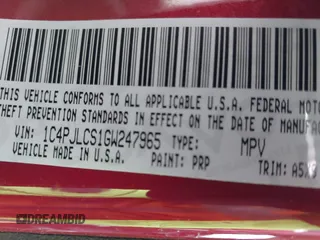 THIS VEHICLE CONFORMS TO ALL APPLICABLE U.S.A. FEDERAL MOTOR
THEFT PREVENTION STANDARDS IN EFFECT ON THE DATE OF MANUFAC
VIN: 1C4PJLCS1GW247965 TYPE: MPV
VEHICLE MADE IN U.S.A. PAINT: PRP TRIM:
DREAMBID